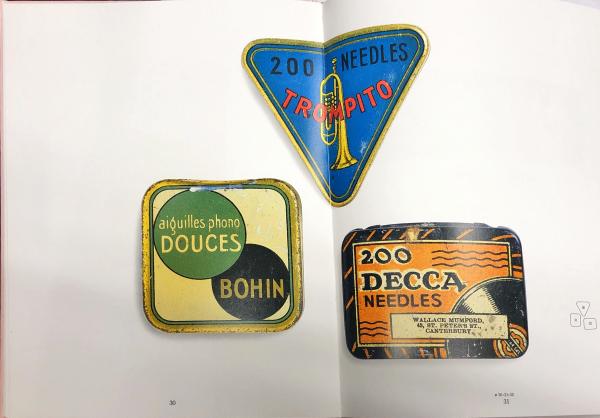 200 NEEDLES
TROMPITO
aiguilles phono
DOUCES
BOHIN
200
DECCA
NEEDLES
WALLACE MUMFORD,
45, ST. PETER'S ST.,
CANTERBURY
30
31